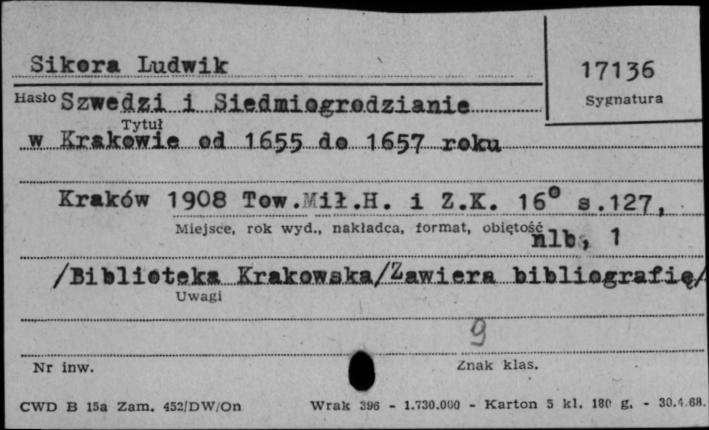 Sikora Ludwik
17136
Hasło
Sygnatura
Szwedzi i Siedmiogrodzianie
Tytuł
w Krakowie od 1655 do 1657 roku
Kraków 1908 Tow.Mił.H. i Z.K. 16° s.127,
Miejsce, rok wyd., nakładca, format, objętość
nlb, 1
/Biblioteka Krakowska/Zawiera bibliografię/
Uwagi
9
Nr inw.
Znak klas.
CWD B 15a Zam. 452/DW/On
Wrak 396 - 1.730.000 - Karton 5 kl. 180 g. - 30.4.68.